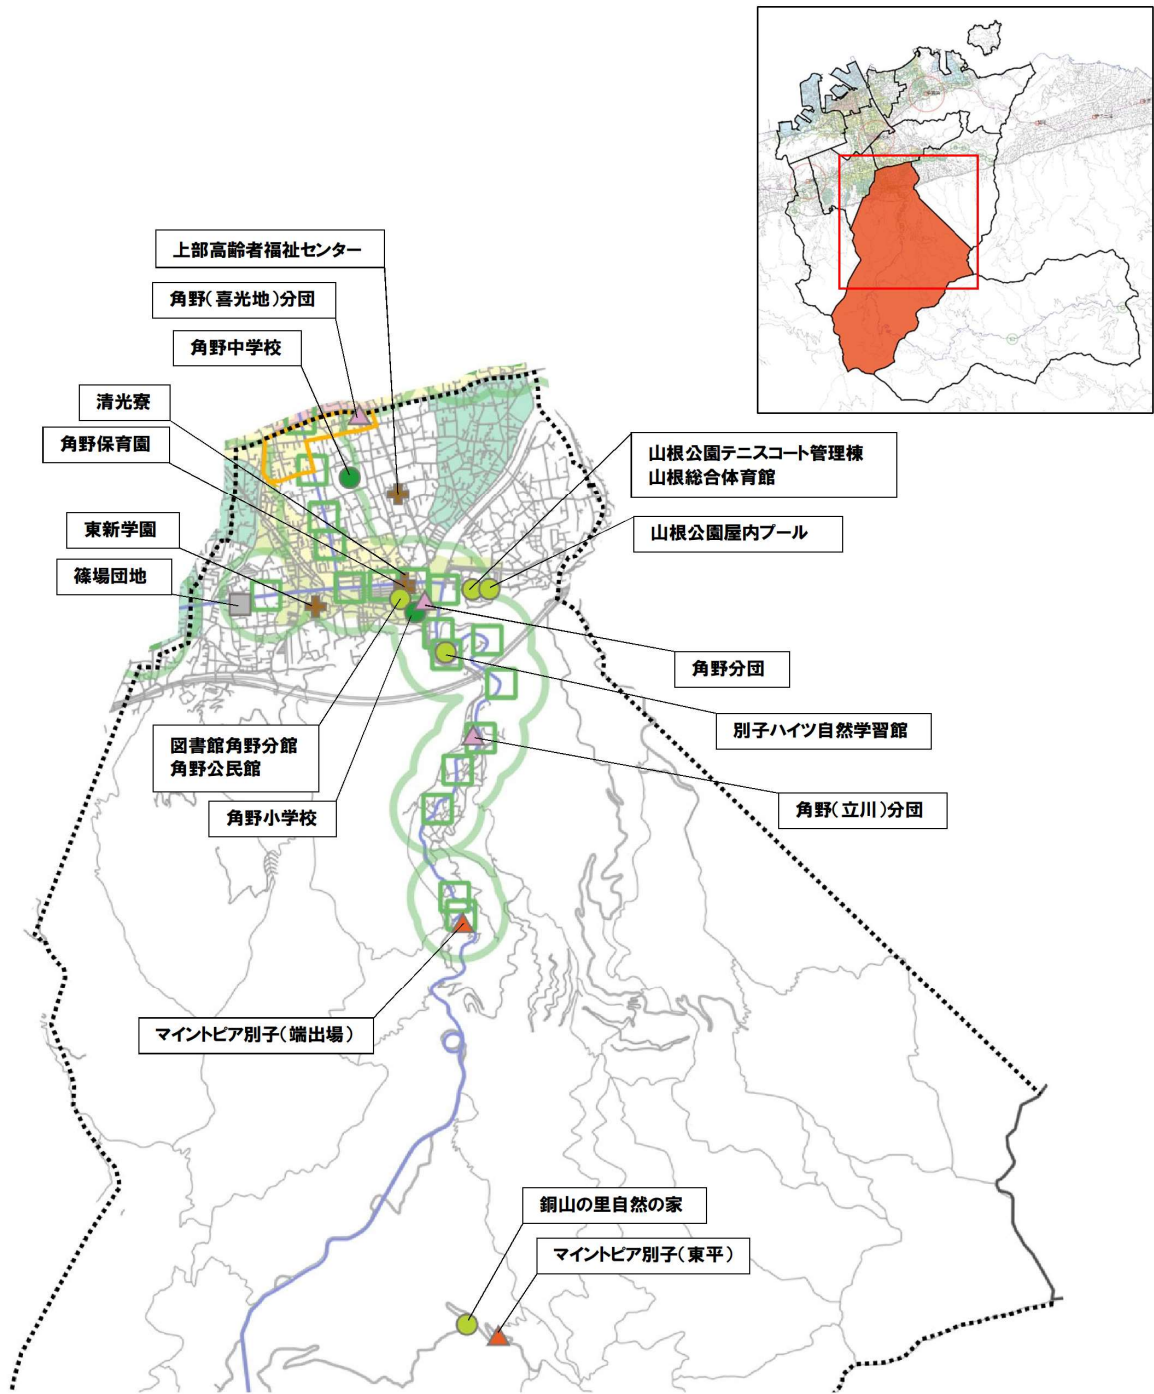 上部高齢者福祉センター
角野（喜光地）分団
角野中学校
清光寮
角野保育園
山根公園テニスコート管理棟
山根総合体育館
東新学園
山根公園屋内プール
篠場団地
角野分団
別子ハイツ自然学習館
図書館角野分館
角野公民館
角野小学校
角野（立川）分団
マイントピア別子（端出場）
銅山の里自然の家
マイントピア別子（東平）